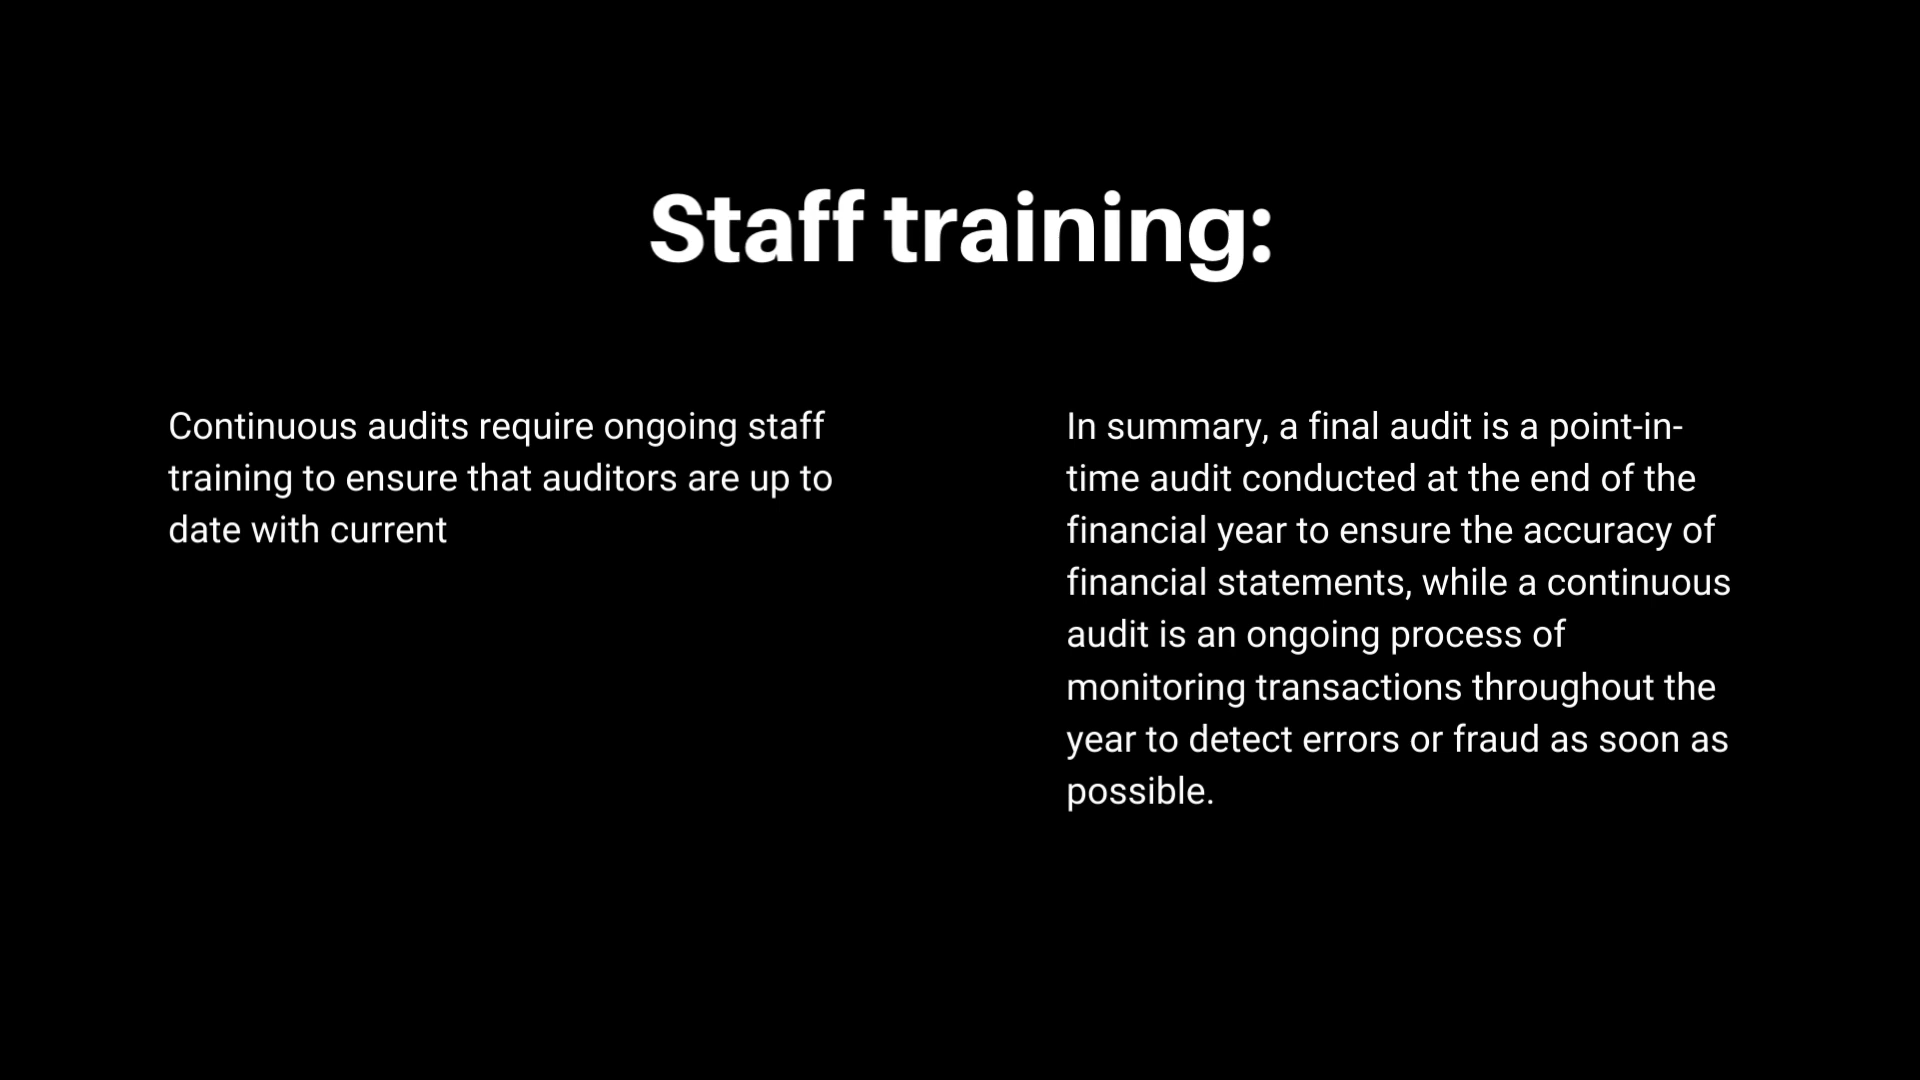 Staff training:
Continuous audits require ongoing staff
training to ensure that auditors are up to
date with current
In summary, a final audit is a point-in-
time audit conducted at the end of the
financial year to ensure the accuracy of
financial statements, while a continuous
audit is an ongoing process of
monitoring transactions throughout the
year to detect errors or fraud as soon as
possible.